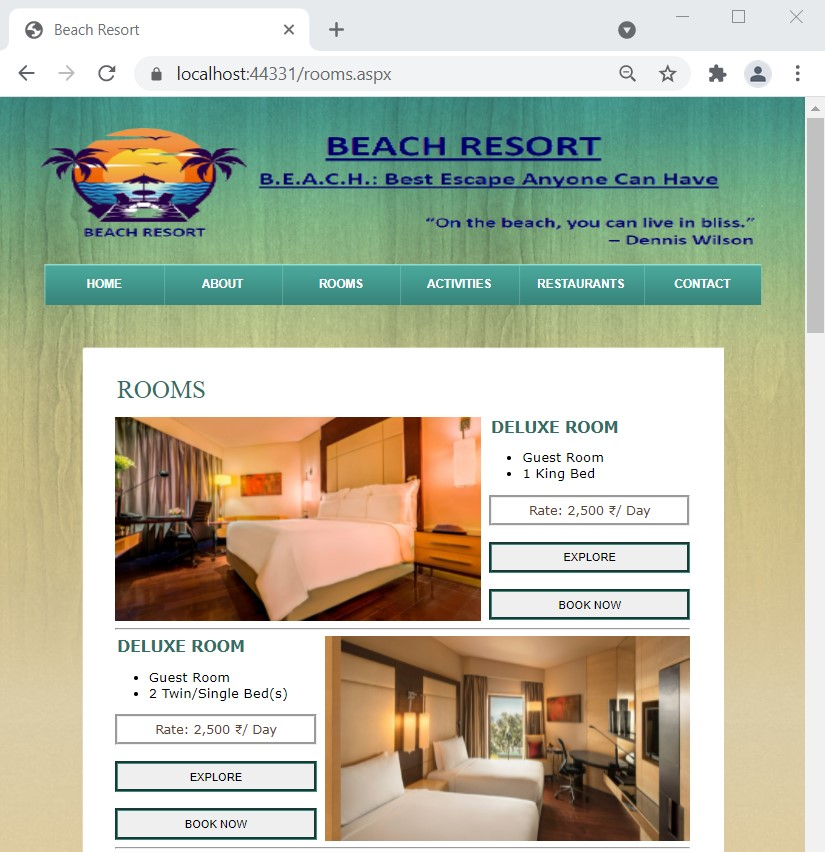 Beach Resort
localhost:44331/rooms.aspx
BEACH RESORT
B.E.A.C.H.: Best Escape Anyone Can Have
“On the beach, you can live in bliss.”
– Dennis Wilson
BEACH RESORT
HOME ABOUT ROOMS ACTIVITIES RESTAURANTS CONTACT
ROOMS
DELUXE ROOM
• Guest Room
• 1 King Bed
Rate: 2,500 ₹/ Day
EXPLORE
BOOK NOW
DELUXE ROOM
• Guest Room
• 2 Twin/Single Bed(s)
Rate: 2,500 ₹/ Day
EXPLORE
BOOK NOW